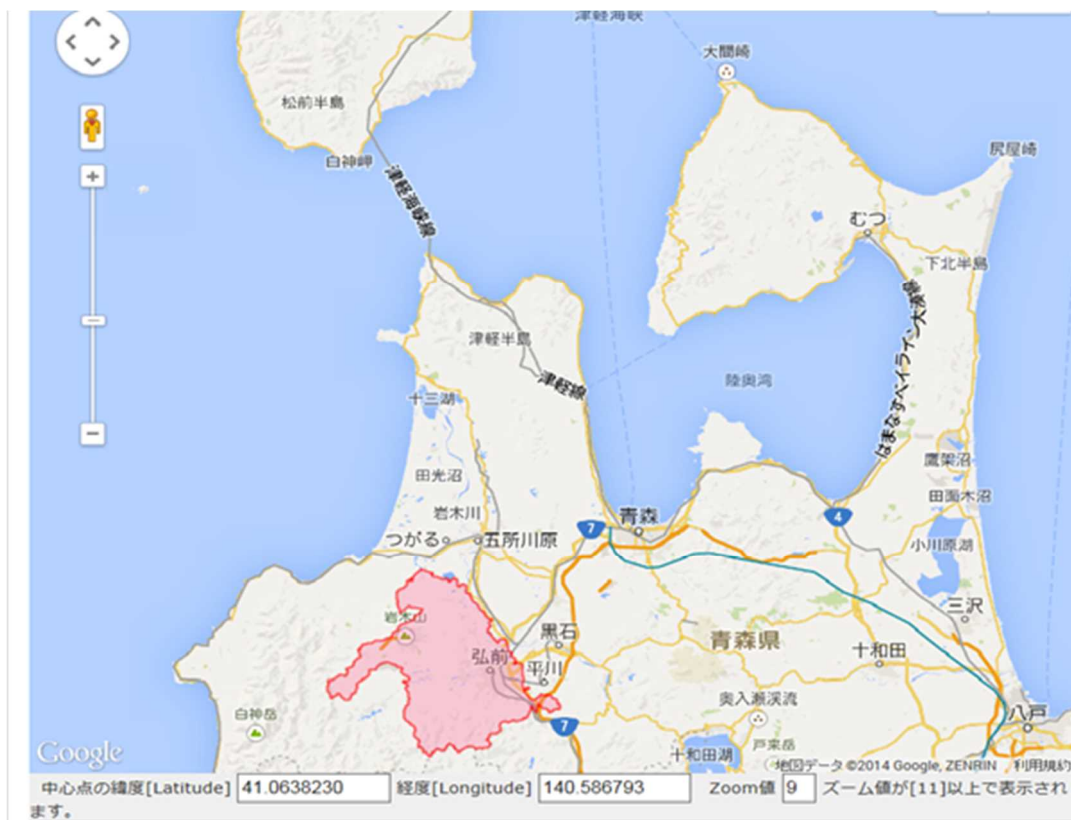 津軽海峡
大間崎
松前半島
尻屋崎
白神岬
津軽海峡線
むつ
下北半島
はまなすベイライン大湊線
津軽半島
津軽線
陸奥湾
十三湖
鷹架沼
田光沼
田面木沼
岩木川
7
青森
4
つがる
五所川原
小川原湖
三沢
岩木山
黒石
青森県
弘前
平川
十和田
奥入瀬渓流
白神岳
7
八戸
十和田湖
戸来岳
Google
地図データ ©2014 Google, ZENRIN
利用規約
中心点の緯度[Latitude] 41.0638230 経度[Longitude] 140.586793 Zoom値 9 ズーム値が[11]以上で表示され
ます。